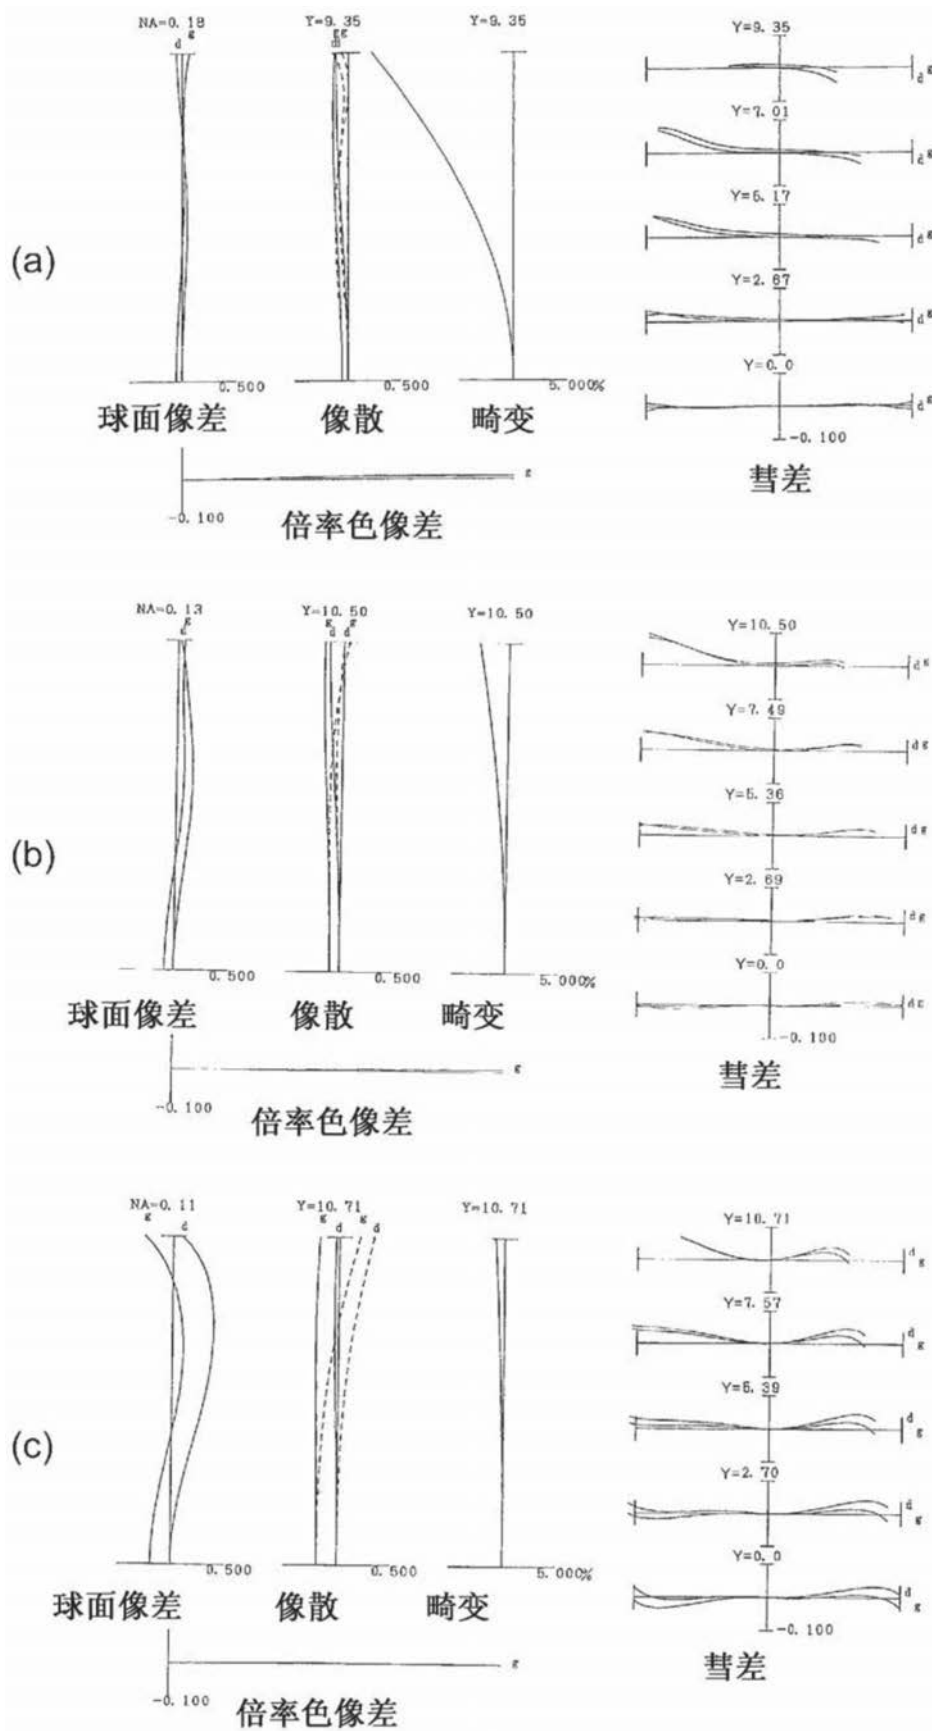 (a)
NA=0.18
g
d
0.500
球面像差
Y=9.35
g g
d d
0.500
像散
Y=9.35
5.000%
畸变
Y=9.35
d g
Y=7.01
d g
Y=5.17
d g
Y=2.67
d g
Y=0.0
d g
-0.100
彗差
g
-0.100
倍率色像差
(b)
NA=0.13
g
d
0.500
球面像差
Y=10.50
g d d g
0.500
像散
Y=10.50
5.000%
畸变
Y=10.50
d g
Y=7.49
d g
Y=5.36
d g
Y=2.69
d g
Y=0.0
d g
-0.100
彗差
g
-0.100
倍率色像差
(c)
NA=0.11
g d
0.500
球面像差
Y=10.71
g d g d
0.500
像散
Y=10.71
5.000%
畸变
Y=10.71
d
g
Y=7.57
d
g
Y=5.39
d
g
Y=2.70
d
g
Y=0.0
d
g
-0.100
彗差
g
-0.100
倍率色像差